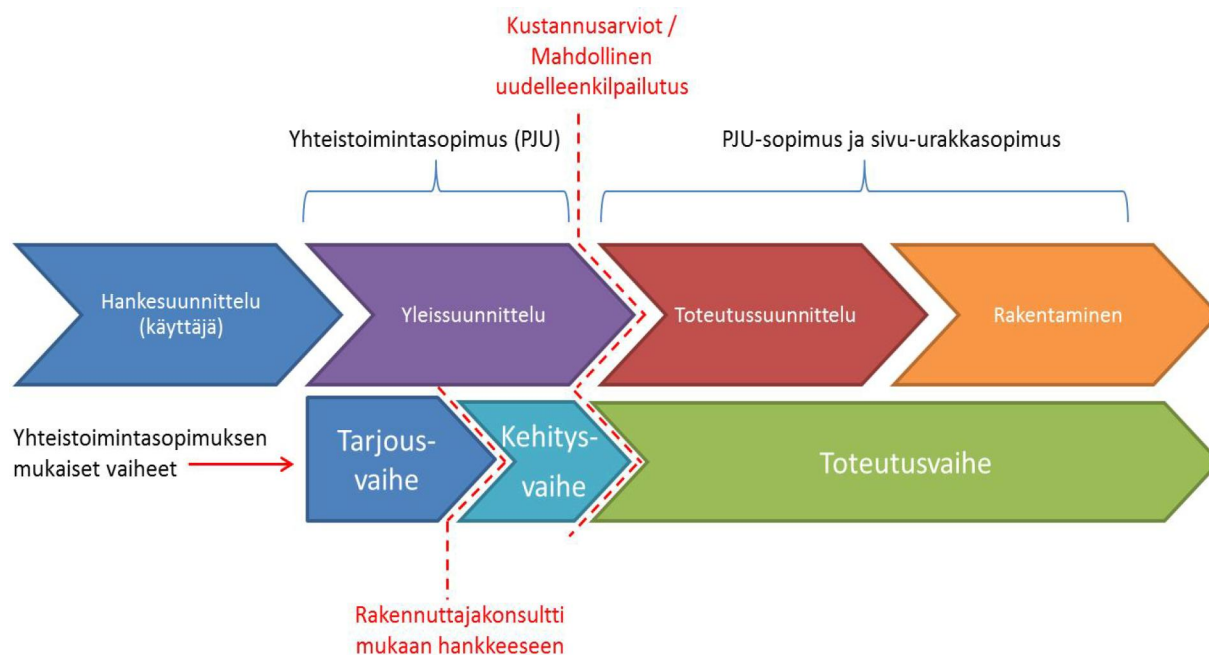 Kustannusarviot /
Mahdollinen
uudelleenkilpailutus
Yhteistoimintasopimus (PJU)
PJU-sopimus ja sivu-urakkasopimus
Hankesuunnittelu
(käyttäjä)
Yleissuunnittelu
Toteutussuunnittelu
Rakentaminen
Yhteistoimintasopimuksen
mukaiset vaiheet
Tarjous-
vaihe
Kehitys-
vaihe
Toteutusvaihe
Rakennuttajakonsultti
mukaan hankkeeseen